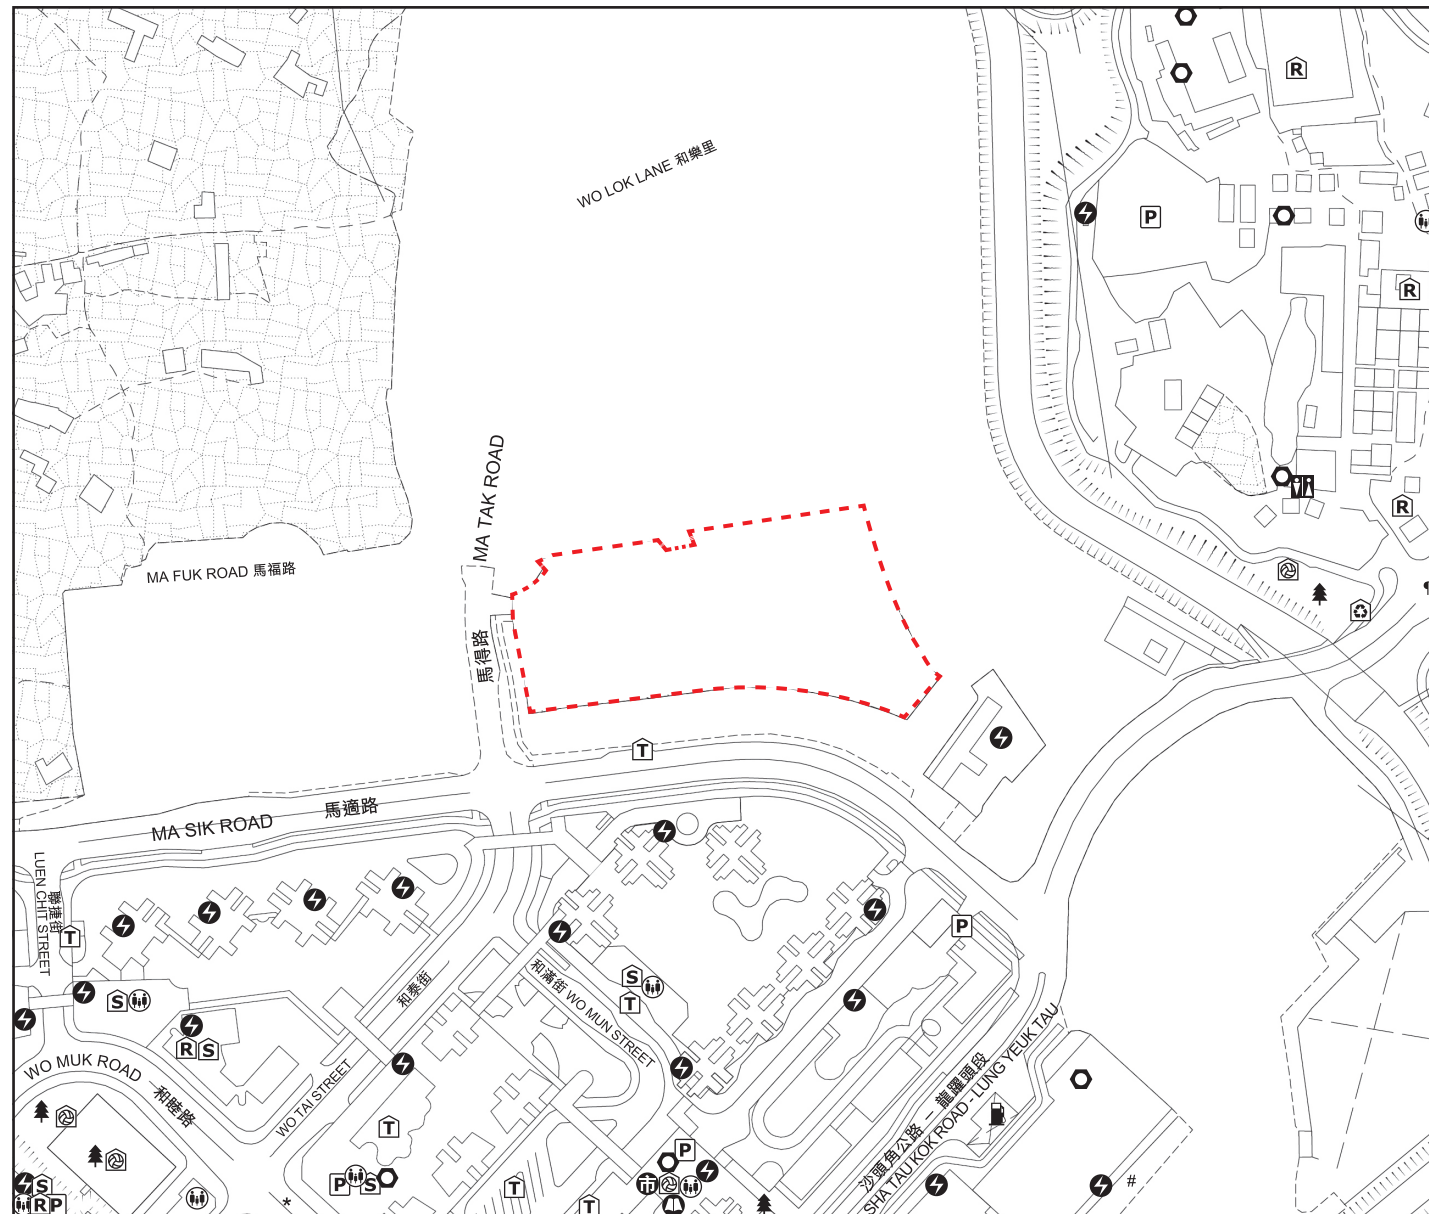 R
WO LOK LANE 和樂里
P
R
MA TAK ROAD
R
MA FUK ROAD 馬福路
馬得路
T
MA SIK ROAD 馬適路
LUEN CHIT STREET
聯捷街
T
P
和泰街
和滿街 WO MUN STREET
S
T
S
R S
WO MUK ROAD
和睦路
WO TAI STREET
T
沙頭角公路 – 龍躍頭段
SHA TAU KOK ROAD - LUNG YEUK TAU
P
P S
T
T
市
S
R P
*
#